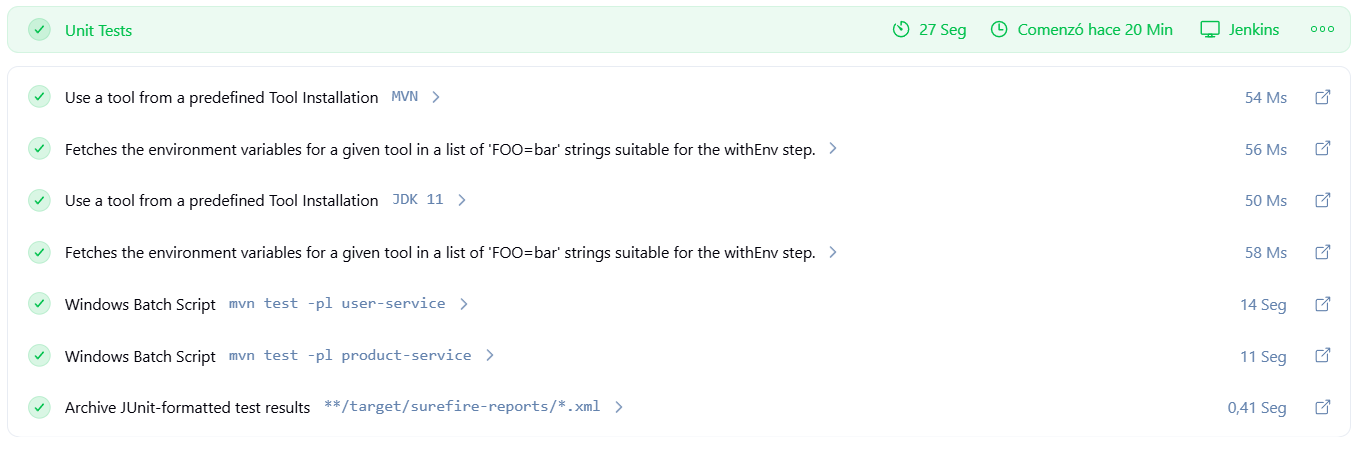 Unit Tests 27 Seg Comenzó hace 20 Min Jenkins
Use a tool from a predefined Tool Installation MVN 54 Ms
Fetches the environment variables for a given tool in a list of 'FOO=bar' strings suitable for the withEnv step. 56 Ms
Use a tool from a predefined Tool Installation JDK 11 50 Ms
Fetches the environment variables for a given tool in a list of 'FOO=bar' strings suitable for the withEnv step. 58 Ms
Windows Batch Script mvn test -pl user-service 14 Seg
Windows Batch Script mvn test -pl product-service 11 Seg
Archive JUnit-formatted test results **/target/surefire-reports/*.xml 0,41 Seg